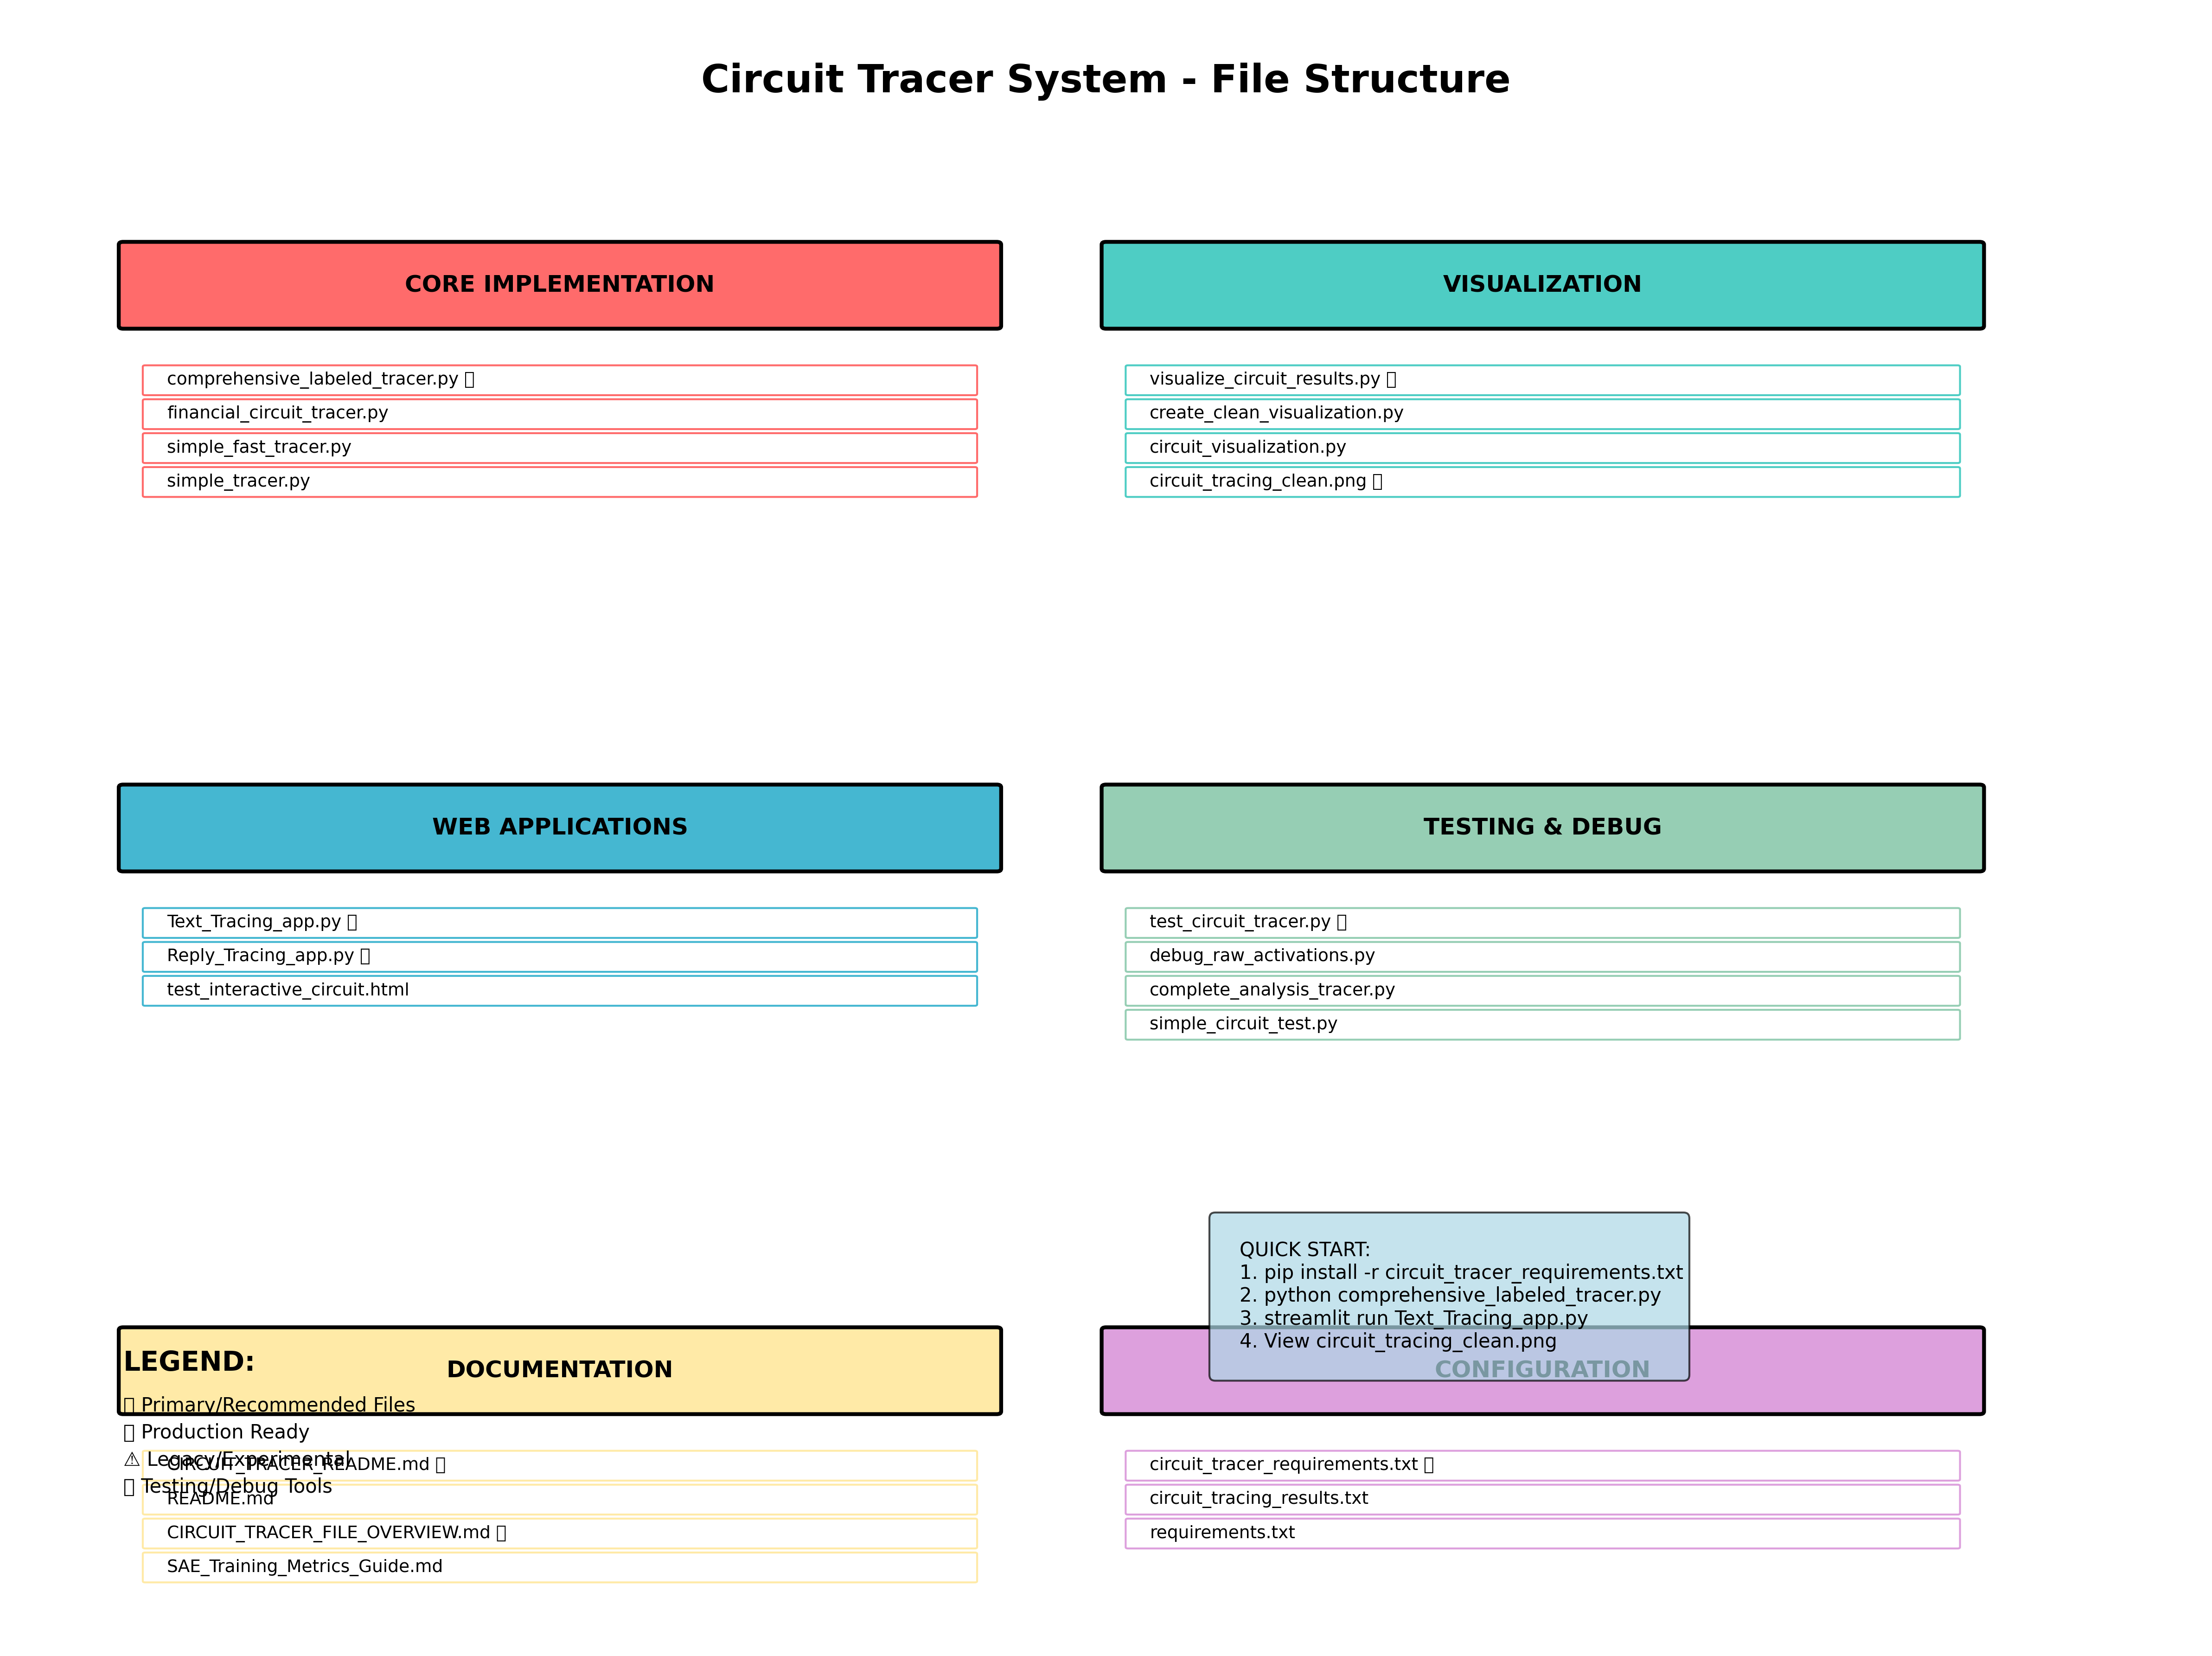 Circuit Tracer System - File Structure
CORE IMPLEMENTATION
comprehensive_labeled_tracer.py
financial_circuit_tracer.py
simple_fast_tracer.py
simple_tracer.py
VISUALIZATION
visualize_circuit_results.py
create_clean_visualization.py
circuit_visualization.py
circuit_tracing_clean.png
WEB APPLICATIONS
Text_Tracing_app.py
Reply_Tracing_app.py
test_interactive_circuit.html
TESTING & DEBUG
test_circuit_tracer.py
debug_raw_activations.py
complete_analysis_tracer.py
simple_circuit_test.py
QUICK START:
1. pip install -r circuit_tracer_requirements.txt
2. python comprehensive_labeled_tracer.py
3. streamlit run Text_Tracing_app.py
4. View circuit_tracing_clean.png
DOCUMENTATION
LEGEND:
Primary/Recommended Files
Production Ready
⚠ Legacy/Experimental
Testing/Debug Tools
CIRCUIT_TRACER_README.md
README.md
CIRCUIT_TRACER_FILE_OVERVIEW.md
SAE_Training_Metrics_Guide.md
CONFIGURATION
circuit_tracer_requirements.txt
circuit_tracing_results.txt
requirements.txt